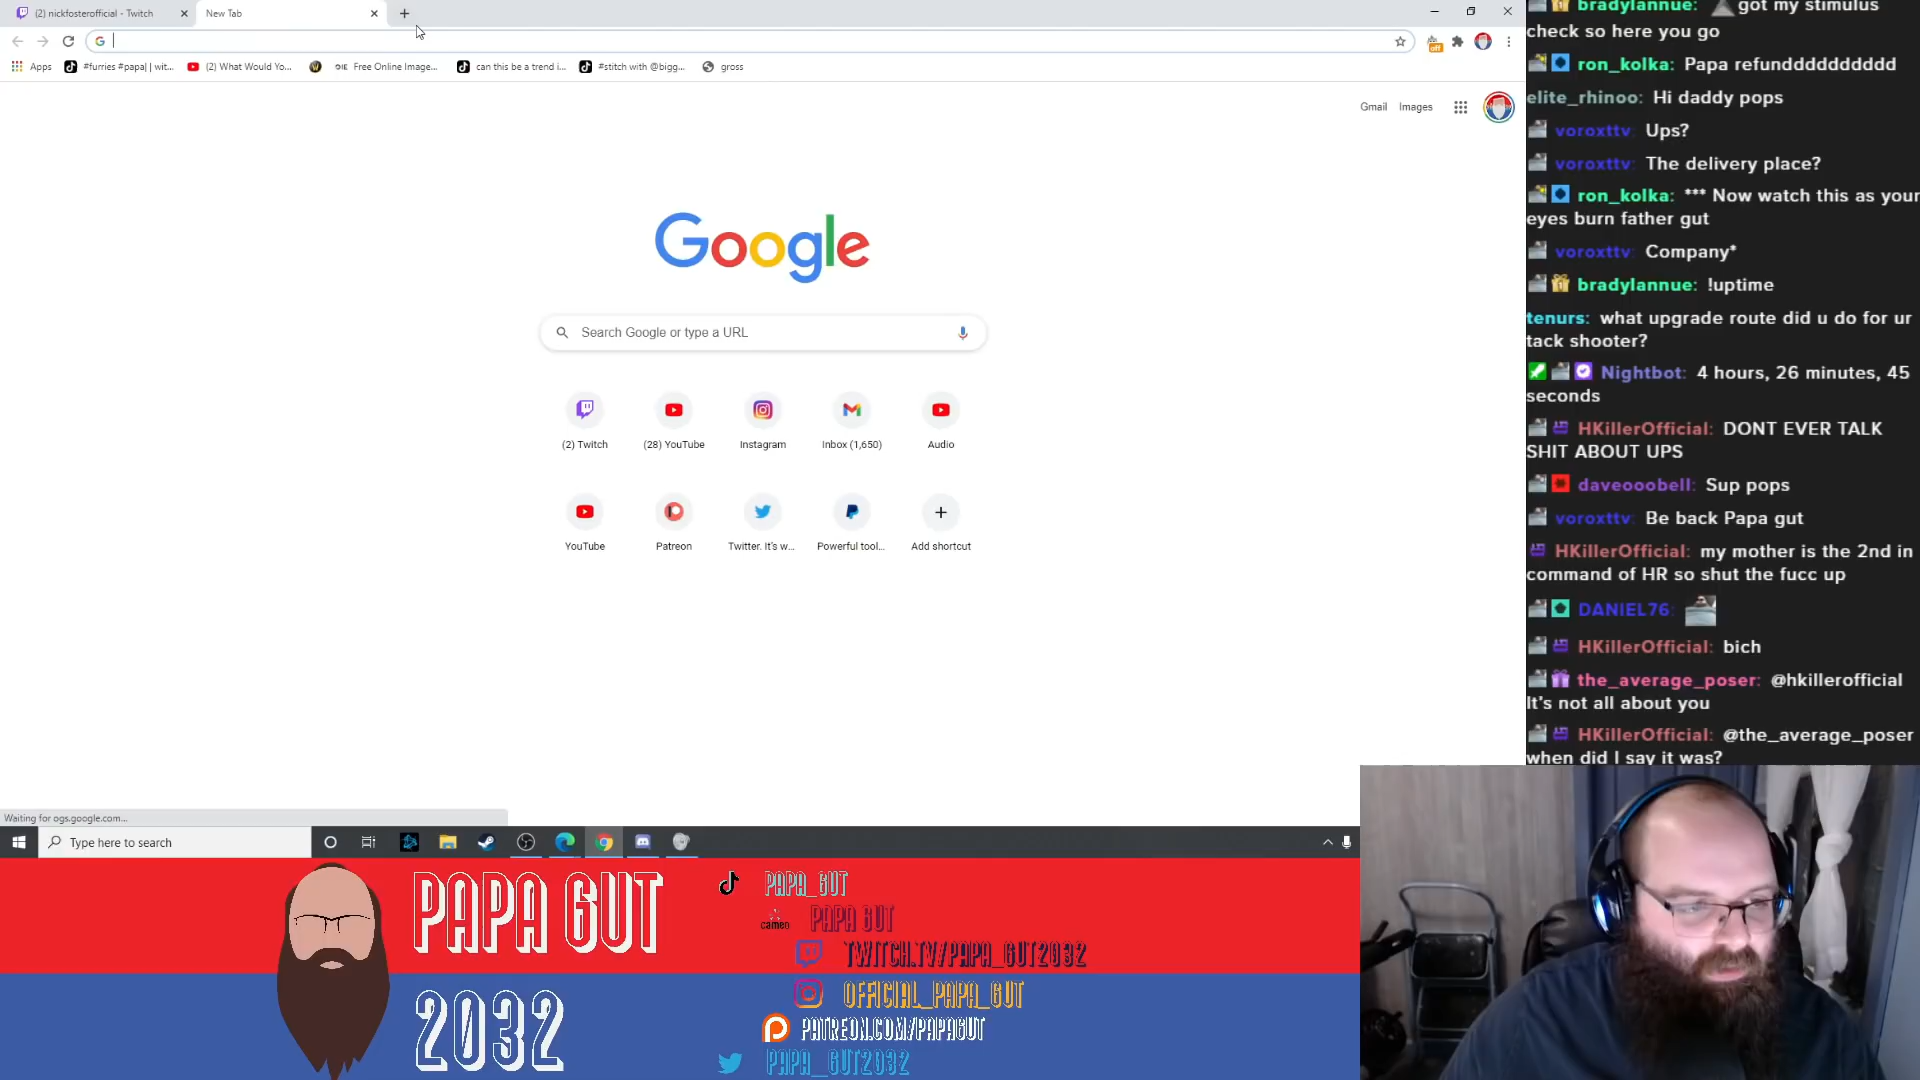 (2) nickfosterofficial - Twitch
New Tab
Apps
#furries #papa| | wit...
(2) What Would Yo...
OIE Free Online Image...
can this be a trend i...
#stitch with @bigg...
gross
off
Gmail
Images
Google
Search Google or type a URL
(2) Twitch
(28) YouTube
Instagram
Inbox (1,650)
Audio
YouTube
Patreon
Twitter. It's w...
Powerful tool...
Add shortcut
Waiting for ogs.google.com...
Type here to search
bradylannue: got my stimulus
check so here you go
ron_kolka: Papa refundddddddddd
elite_rhinoo: Hi daddy pops
voroxttv: Ups?
voroxttv: The delivery place?
ron_kolka: *** Now watch this as your
eyes burn father gut
voroxttv: Company*
bradylannue: !uptime
tenurs: what upgrade route did u do for ur
tack shooter?
Nightbot: 4 hours, 26 minutes, 45
seconds
HKillerOfficial: DONT EVER TALK
SHIT ABOUT UPS
daveooobell: Sup pops
voroxttv: Be back Papa gut
HKillerOfficial: my mother is the 2nd in
command of HR so shut the fucc up
DANIEL76:
HKillerOfficial: bich
the_average_poser: @hkillerofficial
It's not all about you
HKillerOfficial: @the_average_poser
when did I say it was?
PAPA GUT
2032
PAPA_GUT
cameo PAPA GUT
TWITCH.TV/PAPA_GUT2032
OFFICIAL_PAPA_GUT
PATREON.COM/PAPAGUT
PAPA_GUT2032